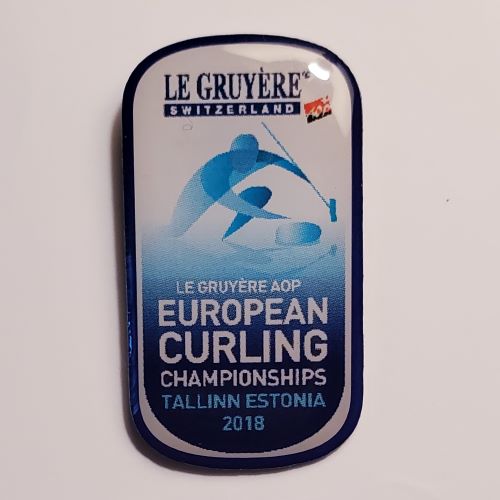 LE GRUYÈRE
SWITZERLAND
LE GRUYÈRE AOP
EUROPEAN
CURLING
CHAMPIONSHIPS
TALLINN ESTONIA
2018